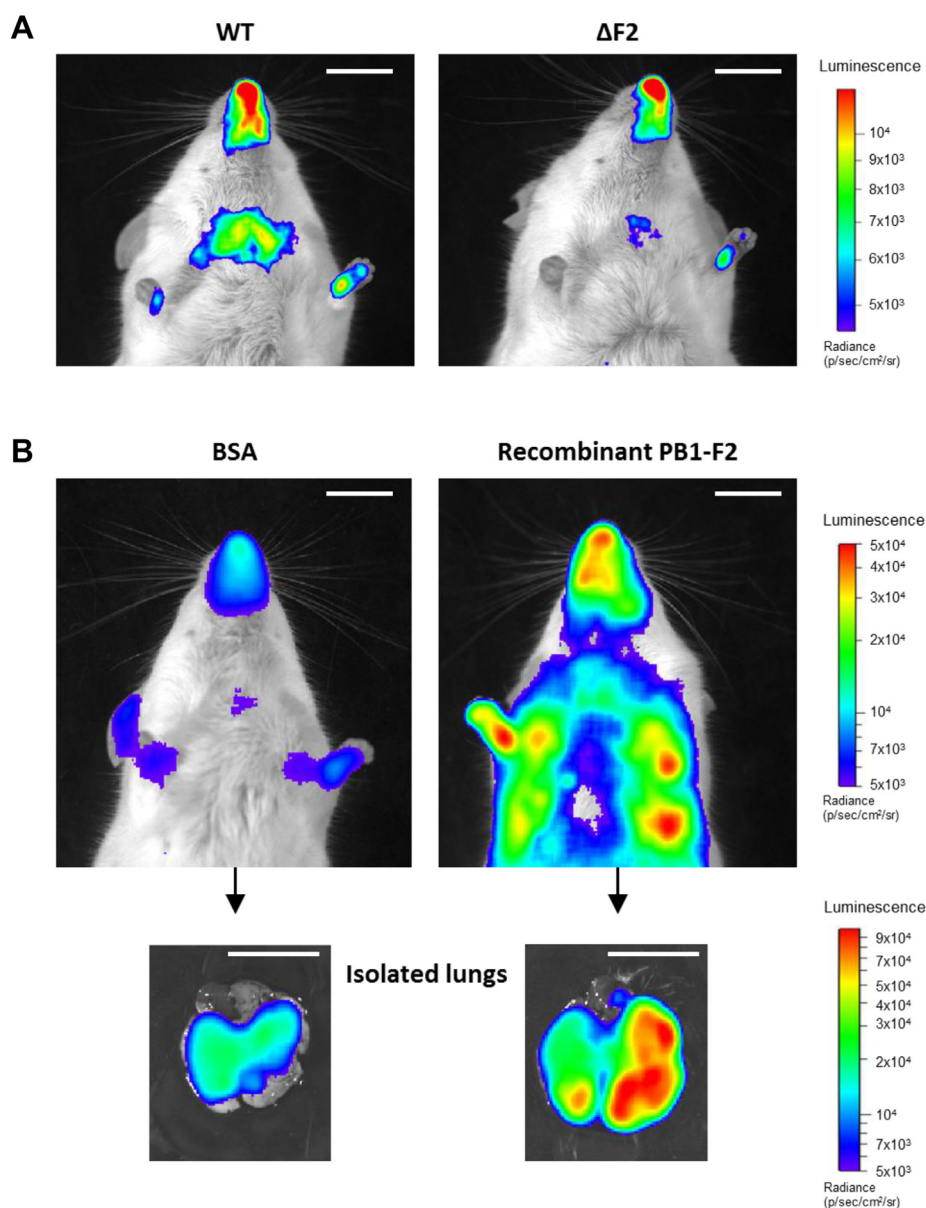 A
WT
ΔF2
Luminescence
10⁴
9x10³
8x10³
7x10³
6x10³
5x10³
Radiance
(p/sec/cm²/sr)
B
BSA
Recombinant PB1-F2
Luminescence
5x10⁴
4x10⁴
3x10⁴
2x10⁴
10⁴
7x10³
5x10³
Radiance
(p/sec/cm²/sr)
Isolated lungs
Luminescence
9x10⁴
7x10⁴
5x10⁴
4x10⁴
3x10⁴
2x10⁴
10⁴
7x10³
5x10³
Radiance
(p/sec/cm²/sr)